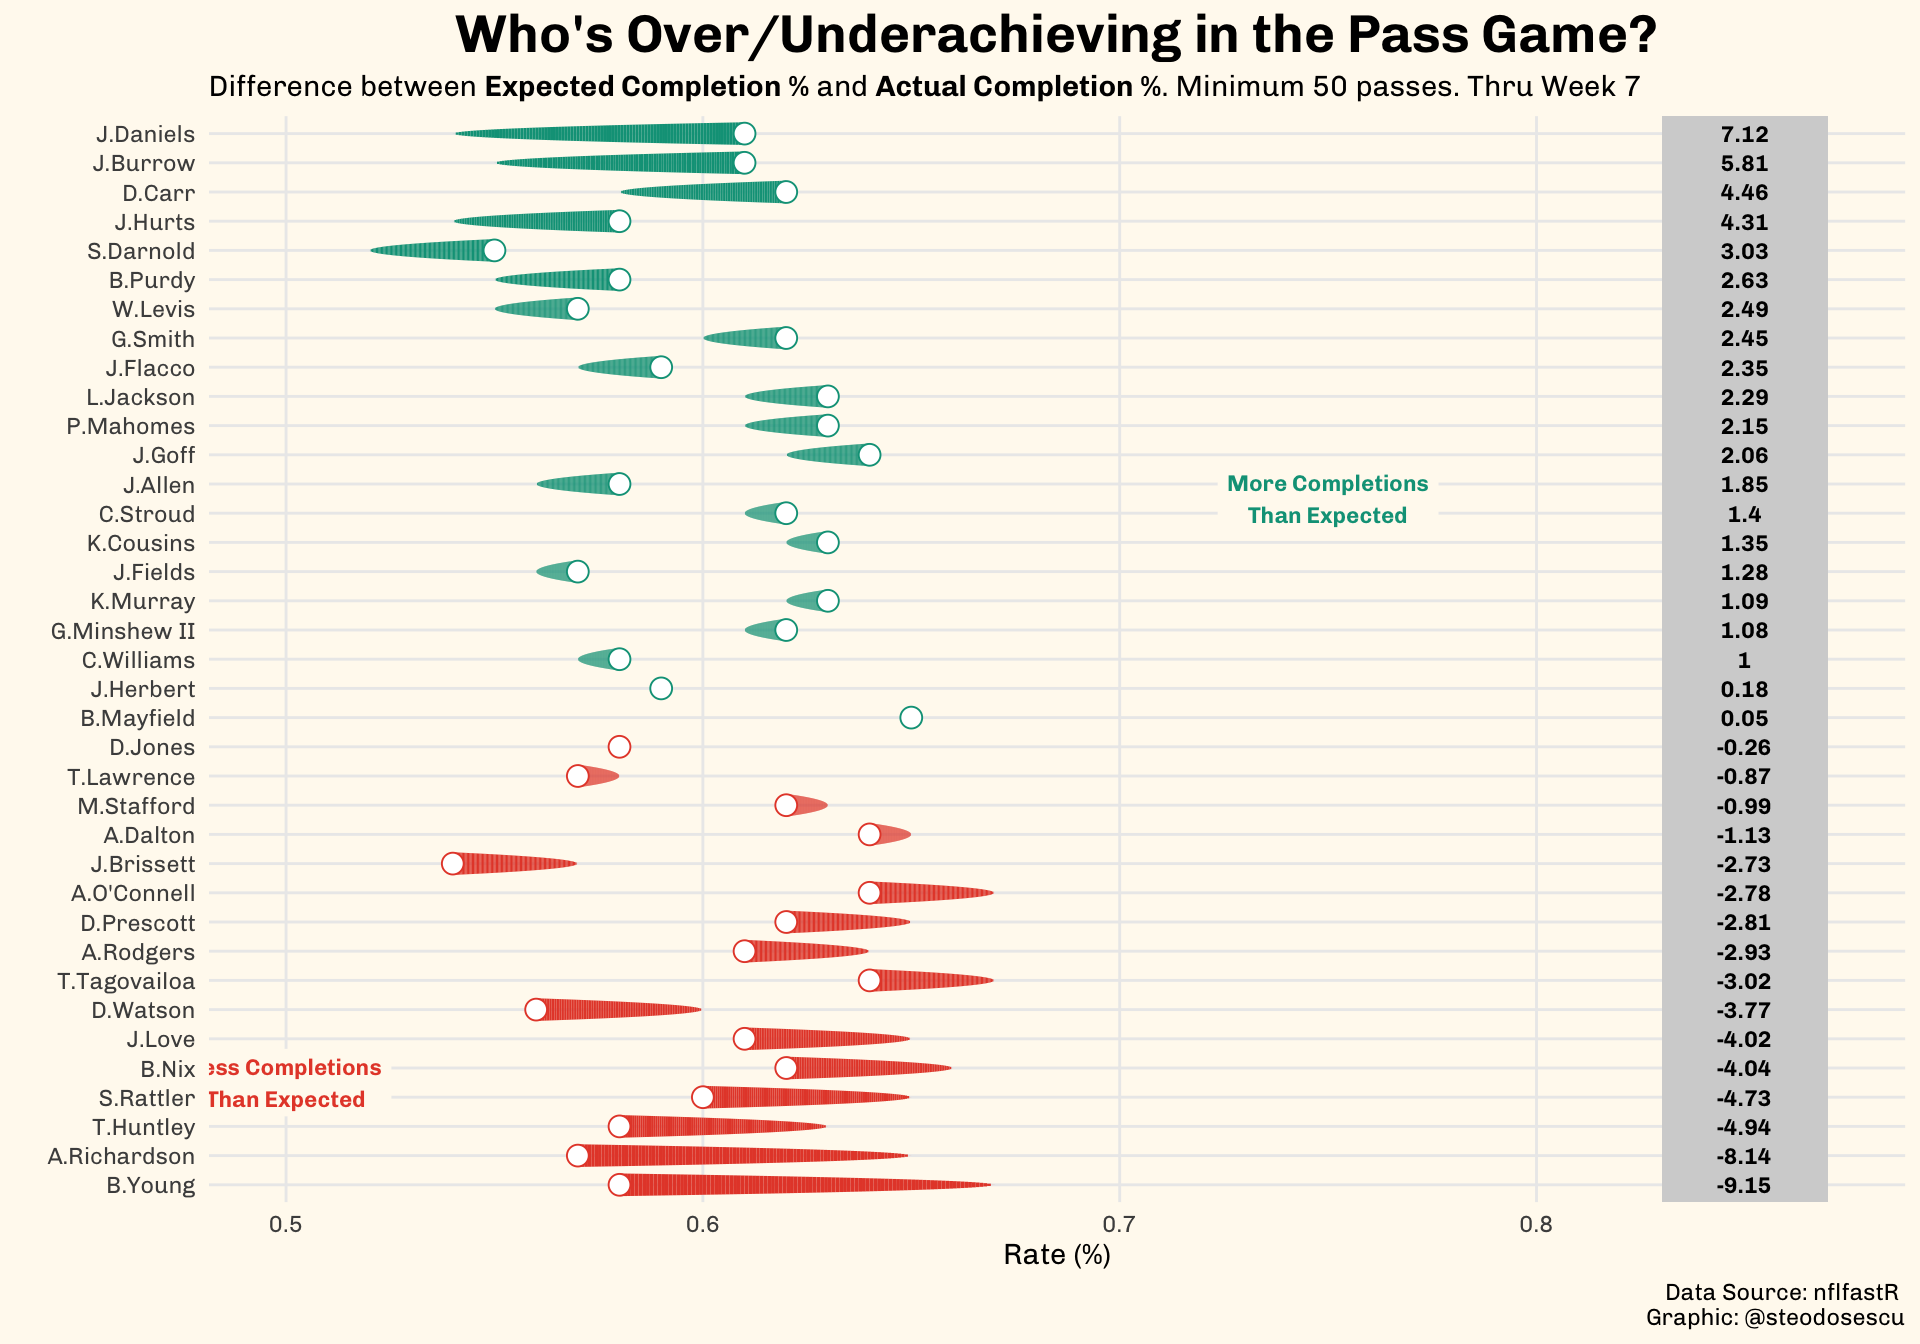 Who's Over/Underachieving in the Pass Game?
Difference between Expected Completion % and Actual Completion %. Minimum 50 passes. Thru Week 7
J.Daniels 7.12
J.Burrow 5.81
D.Carr 4.46
J.Hurts 4.31
S.Darnold 3.03
B.Purdy 2.63
W.Levis 2.49
G.Smith 2.45
J.Flacco 2.35
L.Jackson 2.29
P.Mahomes 2.15
J.Goff 2.06
J.Allen More Completions 1.85
C.Stroud Than Expected 1.4
K.Cousins 1.35
J.Fields 1.28
K.Murray 1.09
G.Minshew II 1.08
C.Williams 1
J.Herbert 0.18
B.Mayfield 0.05
D.Jones -0.26
T.Lawrence -0.87
M.Stafford -0.99
A.Dalton -1.13
J.Brissett -2.73
A.O'Connell -2.78
D.Prescott -2.81
A.Rodgers -2.93
T.Tagovailoa -3.02
D.Watson -3.77
J.Love -4.02
B.Nix ess Completions -4.04
S.Rattler Than Expected -4.73
T.Huntley -4.94
A.Richardson -8.14
B.Young -9.15
0.5 0.6 0.7 0.8
Rate (%)
Data Source: nflfastR
Graphic: @steodosescu